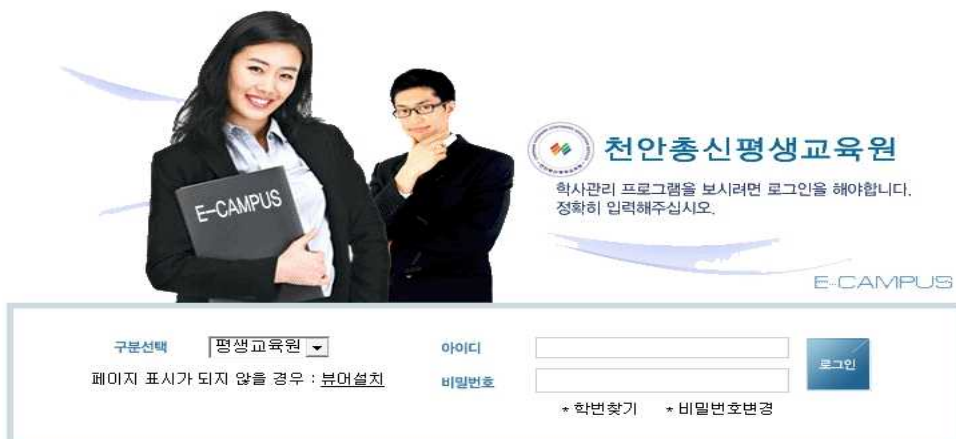 E-CAMPUS
천안총신평생교육원
학사관리 프로그램을 보시려면 로그인을 해야합니다.
정확히 입력해주십시오.
E-CAMPUS
구분선택 평생교육원 아이디
로그인
페이지 표시가 되지 않을 경우 : 뷰어설치 비밀번호
* 학번찾기 * 비밀번호변경